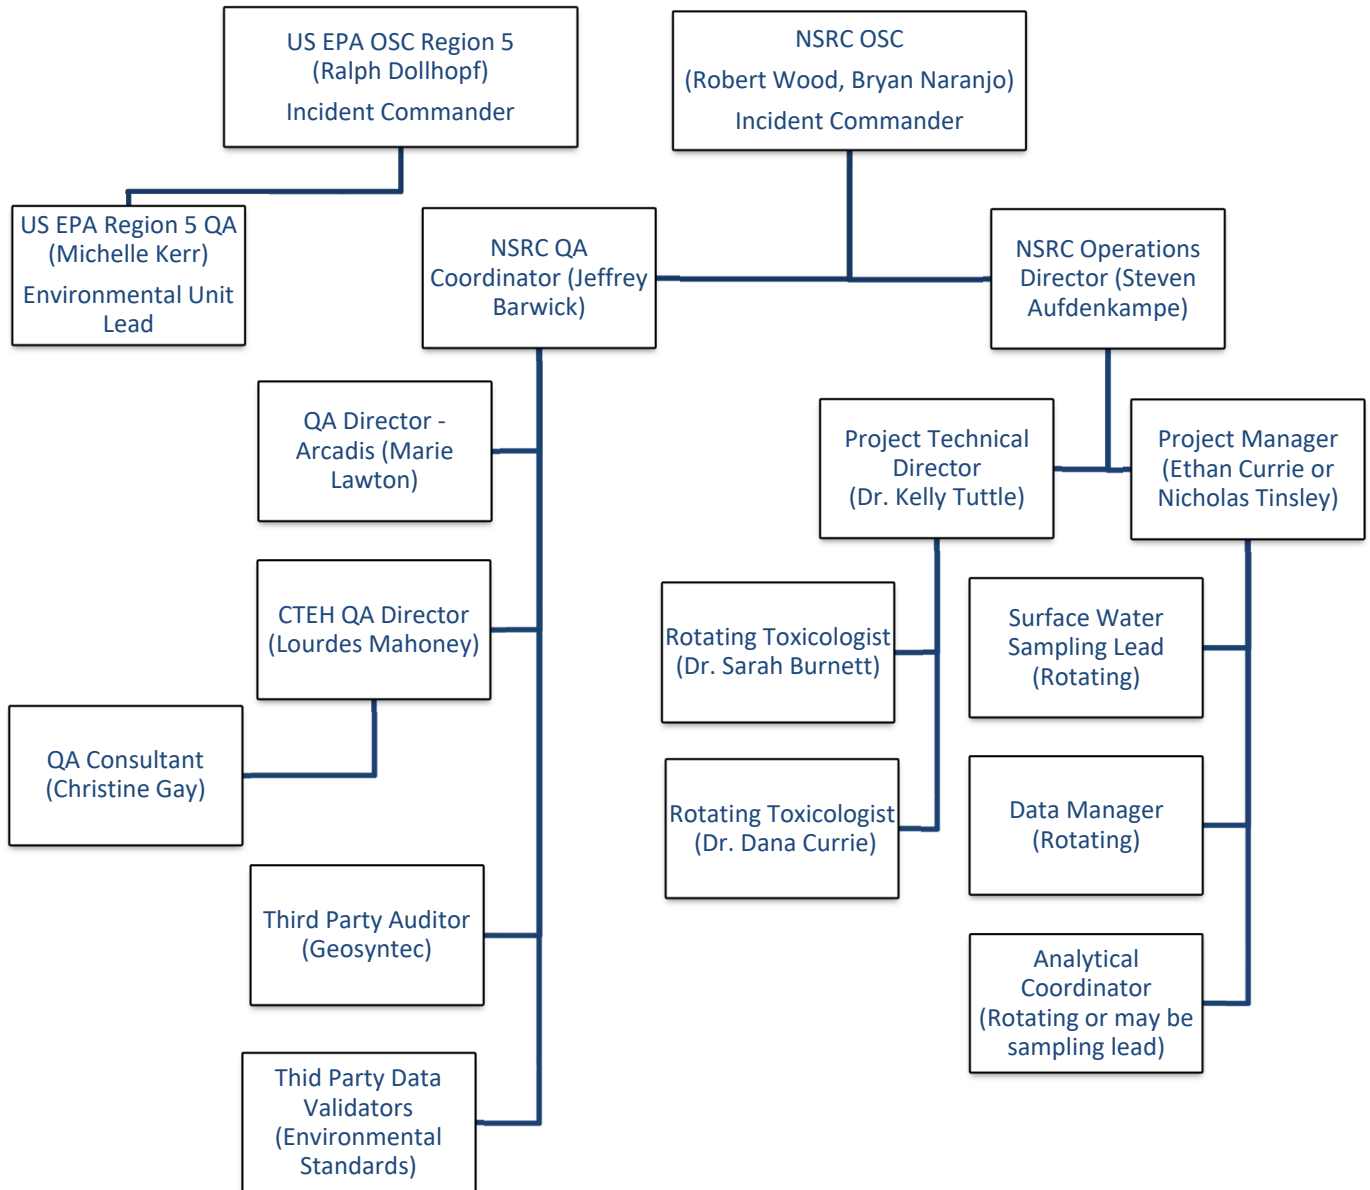 US EPA OSC Region 5
(Ralph Dollhopf)
Incident Commander
NSRC OSC
(Robert Wood, Bryan Naranjo)
Incident Commander
US EPA Region 5 QA
(Michelle Kerr)
Environmental Unit
Lead
NSRC QA
Coordinator (Jeffrey
Barwick)
NSRC Operations
Director (Steven
Aufdenkampe)
QA Director -
Arcadis (Marie
Lawton)
Project Technical
Director
(Dr. Kelly Tuttle)
Project Manager
(Ethan Currie or
Nicholas Tinsley)
CTEH QA Director
(Lourdes Mahoney)
Rotating Toxicologist
(Dr. Sarah Burnett)
Surface Water
Sampling Lead
(Rotating)
QA Consultant
(Christine Gay)
Rotating Toxicologist
(Dr. Dana Currie)
Data Manager
(Rotating)
Third Party Auditor
(Geosyntec)
Analytical
Coordinator
(Rotating or may be
sampling lead)
Thid Party Data
Validators
(Environmental
Standards)